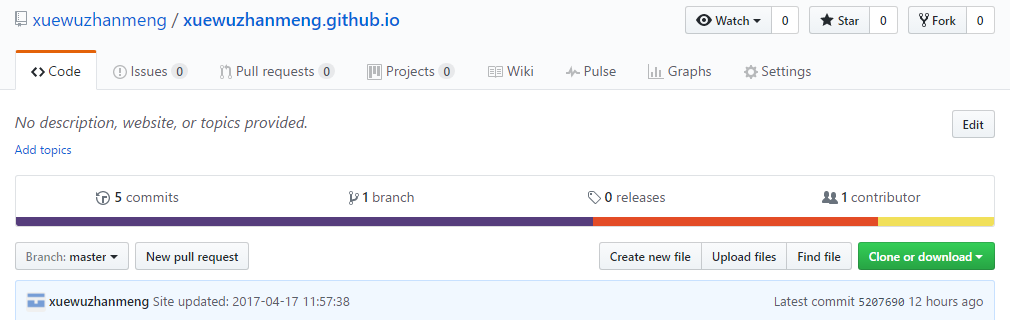 xuewuzhanmeng / xuewuzhanmeng.github.io Watch 0 Star 0 Fork 0
Code Issues 0 Pull requests 0 Projects 0 Wiki Pulse Graphs Settings
No description, website, or topics provided. Edit
Add topics
5 commits 1 branch 0 releases 1 contributor
Branch: master New pull request Create new file Upload files Find file Clone or download
xuewuzhanmeng Site updated: 2017-04-17 11:57:38 Latest commit 5207690 12 hours ago